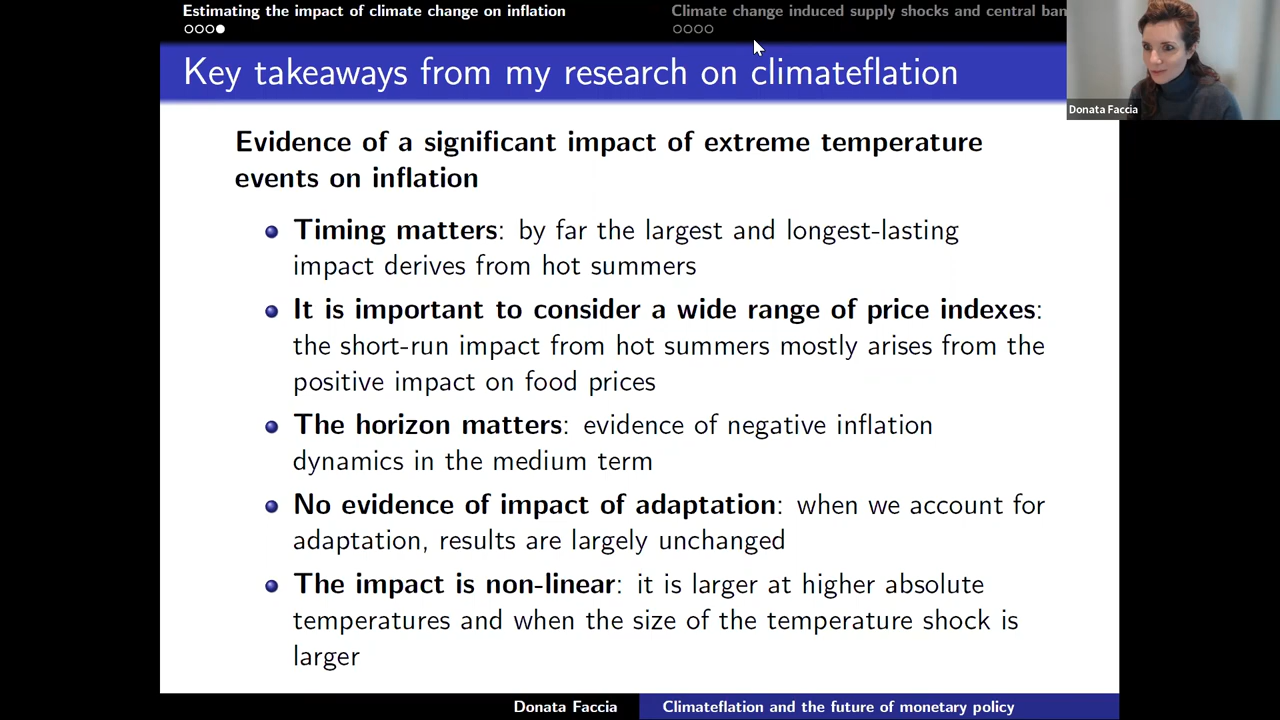 Estimating the impact of climate change on inflation
Climate change induced supply shocks and central
Key takeaways from my research on climateflation
Donata Faccia
Evidence of a significant impact of extreme temperature
events on inflation
Timing matters: by far the largest and longest-lasting
impact derives from hot summers
It is important to consider a wide range of price indexes:
the short-run impact from hot summers mostly arises from the
positive impact on food prices
The horizon matters: evidence of negative inflation
dynamics in the medium term
No evidence of impact of adaptation: when we account for
adaptation, results are largely unchanged
The impact is non-linear: it is larger at higher absolute
temperatures and when the size of the temperature shock is
larger
Donata Faccia
Climateflation and the future of monetary policy